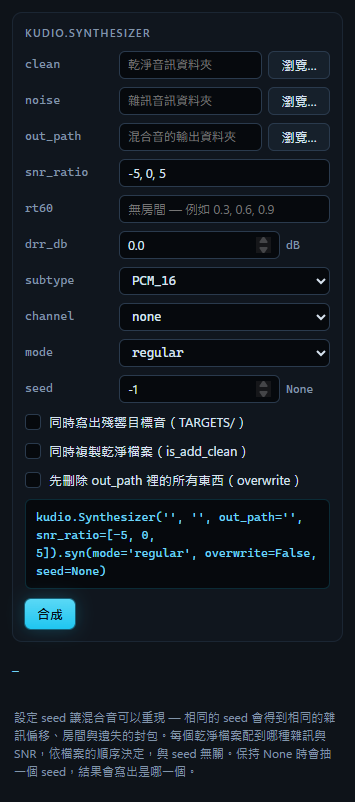 KUDIO.SYNTHESIZER
clean 乾淨音訊資料夾 瀏覽...
noise 雜訊音訊資料夾 瀏覽...
out_path 混合音的輸出資料夾 瀏覽...
snr_ratio -5, 0, 5
rt60 無房間 — 例如 0.3, 0.6, 0.9
drr_db 0.0 dB
subtype PCM_16
channel none
mode regular
seed -1 None
同時寫出殘響目標音 ( TARGETS/ )
同時複製乾淨檔案 ( is_add_clean )
先刪除 out_path 裡的所有東西 ( overwrite )
kudio.Synthesizer('', '', out_path='',
snr_ratio=[-5, 0,
5]).syn(mode='regular', overwrite=False,
seed=None)
合成
—
設定 seed 讓混合音可以重現 — 相同的 seed 會得到相同的雜
訊偏移、房間與遺失的封包。每個乾淨檔案配到哪種雜訊與
SNR，依檔案的順序決定，與 seed 無關。保持 None 時會抽
一個 seed，結果會寫出是哪一個。